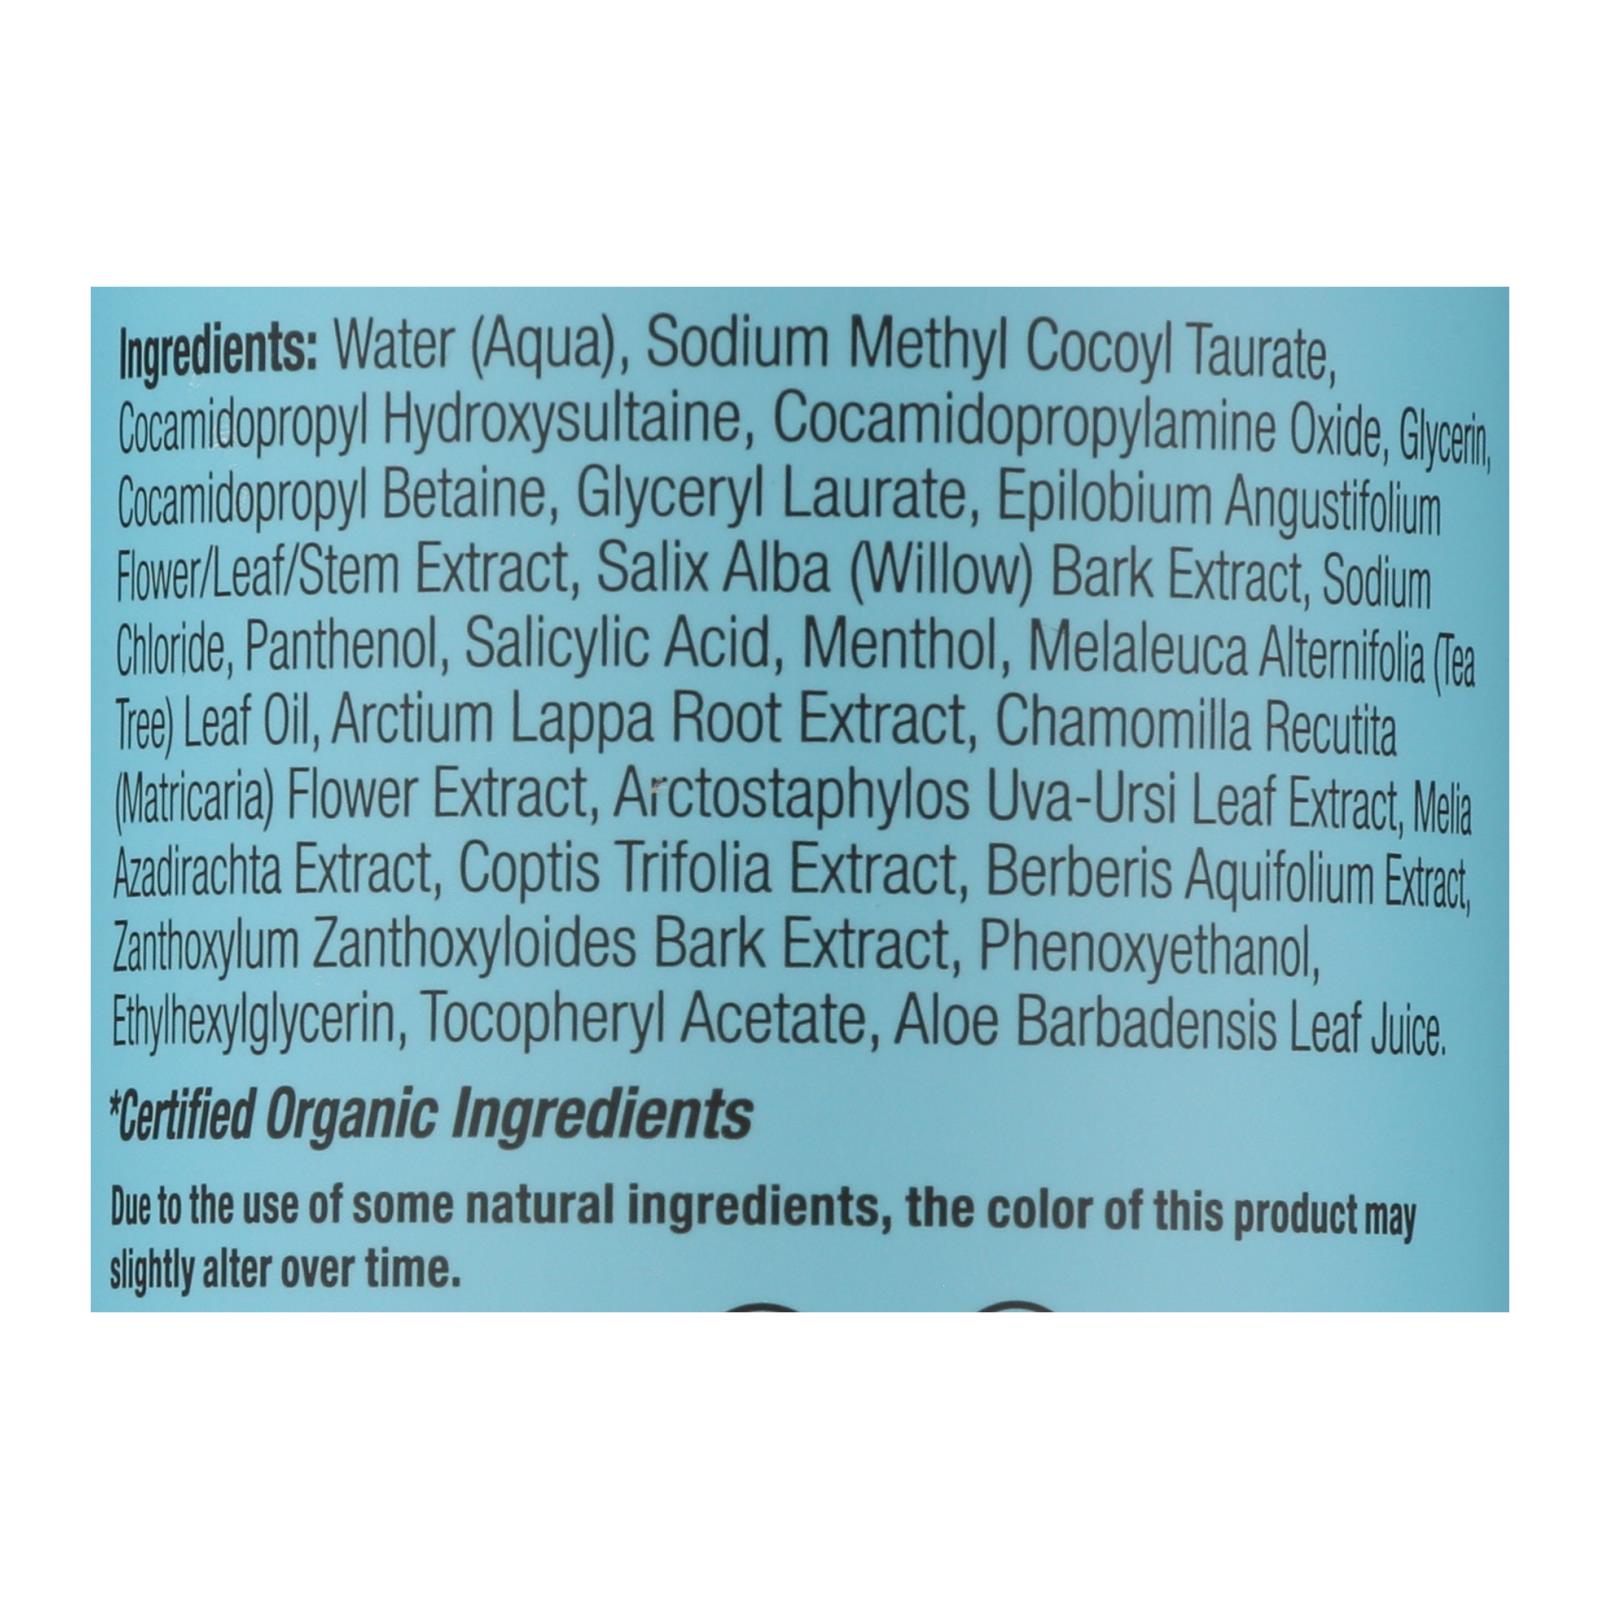 Ingredients: Water (Aqua), Sodium Methyl Cocoyl Taurate,
Cocamidopropyl Hydroxysultaine, Cocamidopropylamine Oxide, Glycerin,
Cocamidopropyl Betaine, Glyceryl Laurate, Epilobium Angustifolium
Flower/Leaf/Stem Extract, Salix Alba (Willow) Bark Extract, Sodium
Chloride, Panthenol, Salicylic Acid, Menthol, Melaleuca Alternifolia (Tea
Tree) Leaf Oil, Arctium Lappa Root Extract, Chamomilla Recutita
(Matricaria) Flower Extract, Arctostaphylos Uva-Ursi Leaf Extract, Melia
Azadirachta Extract, Coptis Trifolia Extract, Berberis Aquifolium Extract,
Zanthoxylum Zanthoxyloides Bark Extract, Phenoxyethanol,
Ethylhexylglycerin, Tocopheryl Acetate, Aloe Barbadensis Leaf Juice.
*Certified Organic Ingredients
Due to the use of some natural ingredients, the color of this product may
slightly alter over time.